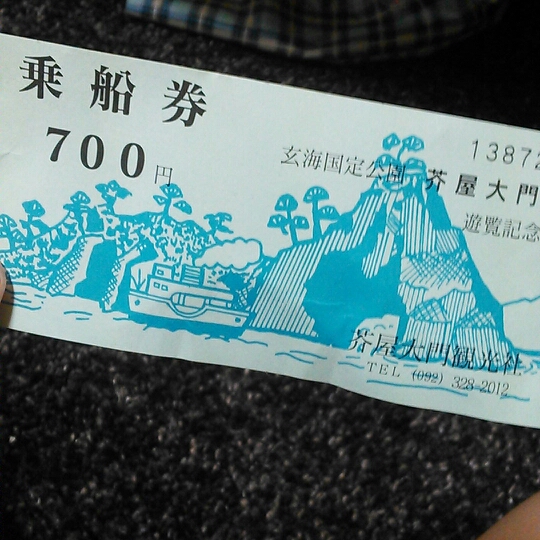 乗船券
700円
13872
玄海国定公園 芥屋大門
遊覧記念
芥屋大門観光社
TEL (092) 328-2012